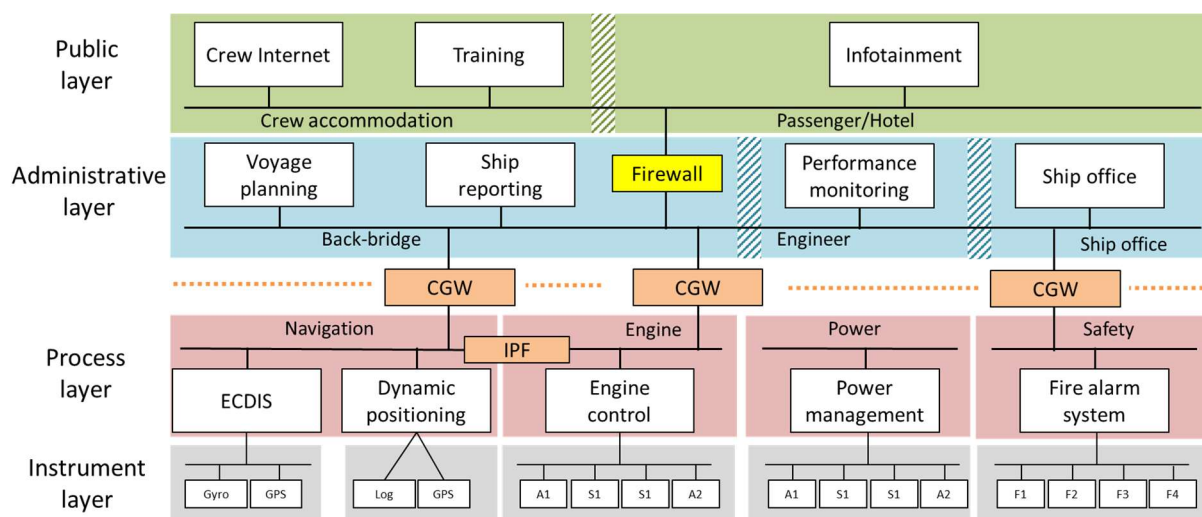 Public
layer
Crew Internet
Training
Infotainment
Crew accommodation
Passenger/Hotel
Administrative
layer
Voyage
planning
Ship
reporting
Firewall
Performance
monitoring
Ship office
Back-bridge
Engineer
Ship office
CGW
CGW
CGW
Process
layer
Navigation
Engine
Power
Safety
IPF
ECDIS
Dynamic
positioning
Engine
control
Power
management
Fire alarm
system
Instrument
layer
Gyro
GPS
Log
GPS
A1
S1
S1
A2
A1
S1
S1
A2
F1
F2
F3
F4